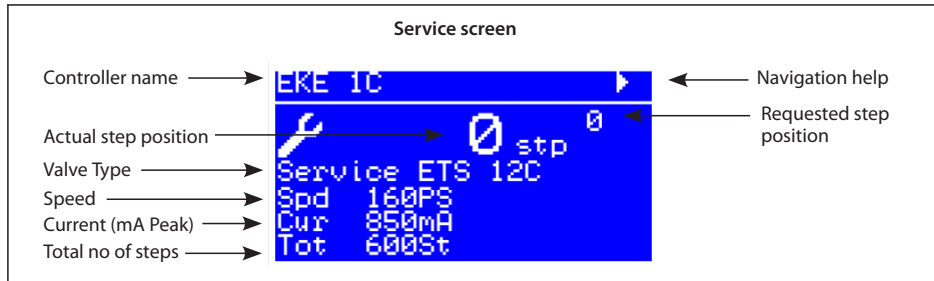 Service screen
Controller name
EKE 1C
Navigation help
Actual step position
0 stp
0
Requested step
position
Valve Type
Service ETS 12C
Speed
Spd 160PS
Current (mA Peak)
Cur 850mA
Total no of steps
Tot 600St